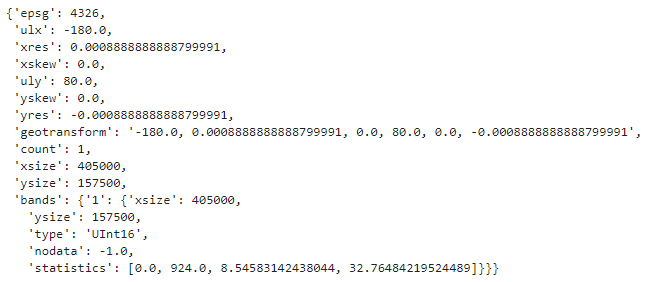 {'epsg': 4326,
 'ulx': -180.0,
 'xres': 0.0008888888888799991,
 'xskew': 0.0,
 'uly': 80.0,
 'yskew': 0.0,
 'yres': -0.0008888888888799991,
 'geotransform': '-180.0, 0.0008888888888799991, 0.0, 80.0, 0.0, -0.0008888888888799991',
 'count': 1,
 'xsize': 405000,
 'ysize': 157500,
 'bands': {'1': {'xsize': 405000,
   'ysize': 157500,
   'type': 'UInt16',
   'nodata': -1.0,
   'statistics': [0.0, 924.0, 8.54583142438044, 32.76484219524489]}}}